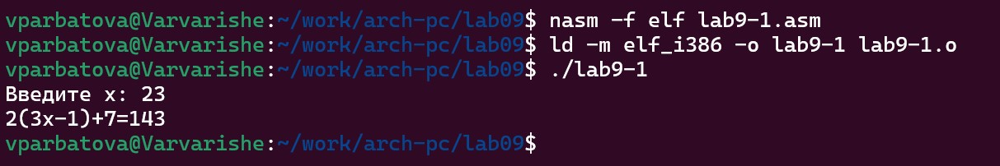 vparbatova@Varvarishe:~/work/arch-pc/lab09$ nasm -f elf lab9-1.asm
vparbatova@Varvarishe:~/work/arch-pc/lab09$ ld -m elf_i386 -o lab9-1 lab9-1.o
vparbatova@Varvarishe:~/work/arch-pc/lab09$ ./lab9-1
Введите x: 23
2(3x-1)+7=143
vparbatova@Varvarishe:~/work/arch-pc/lab09$